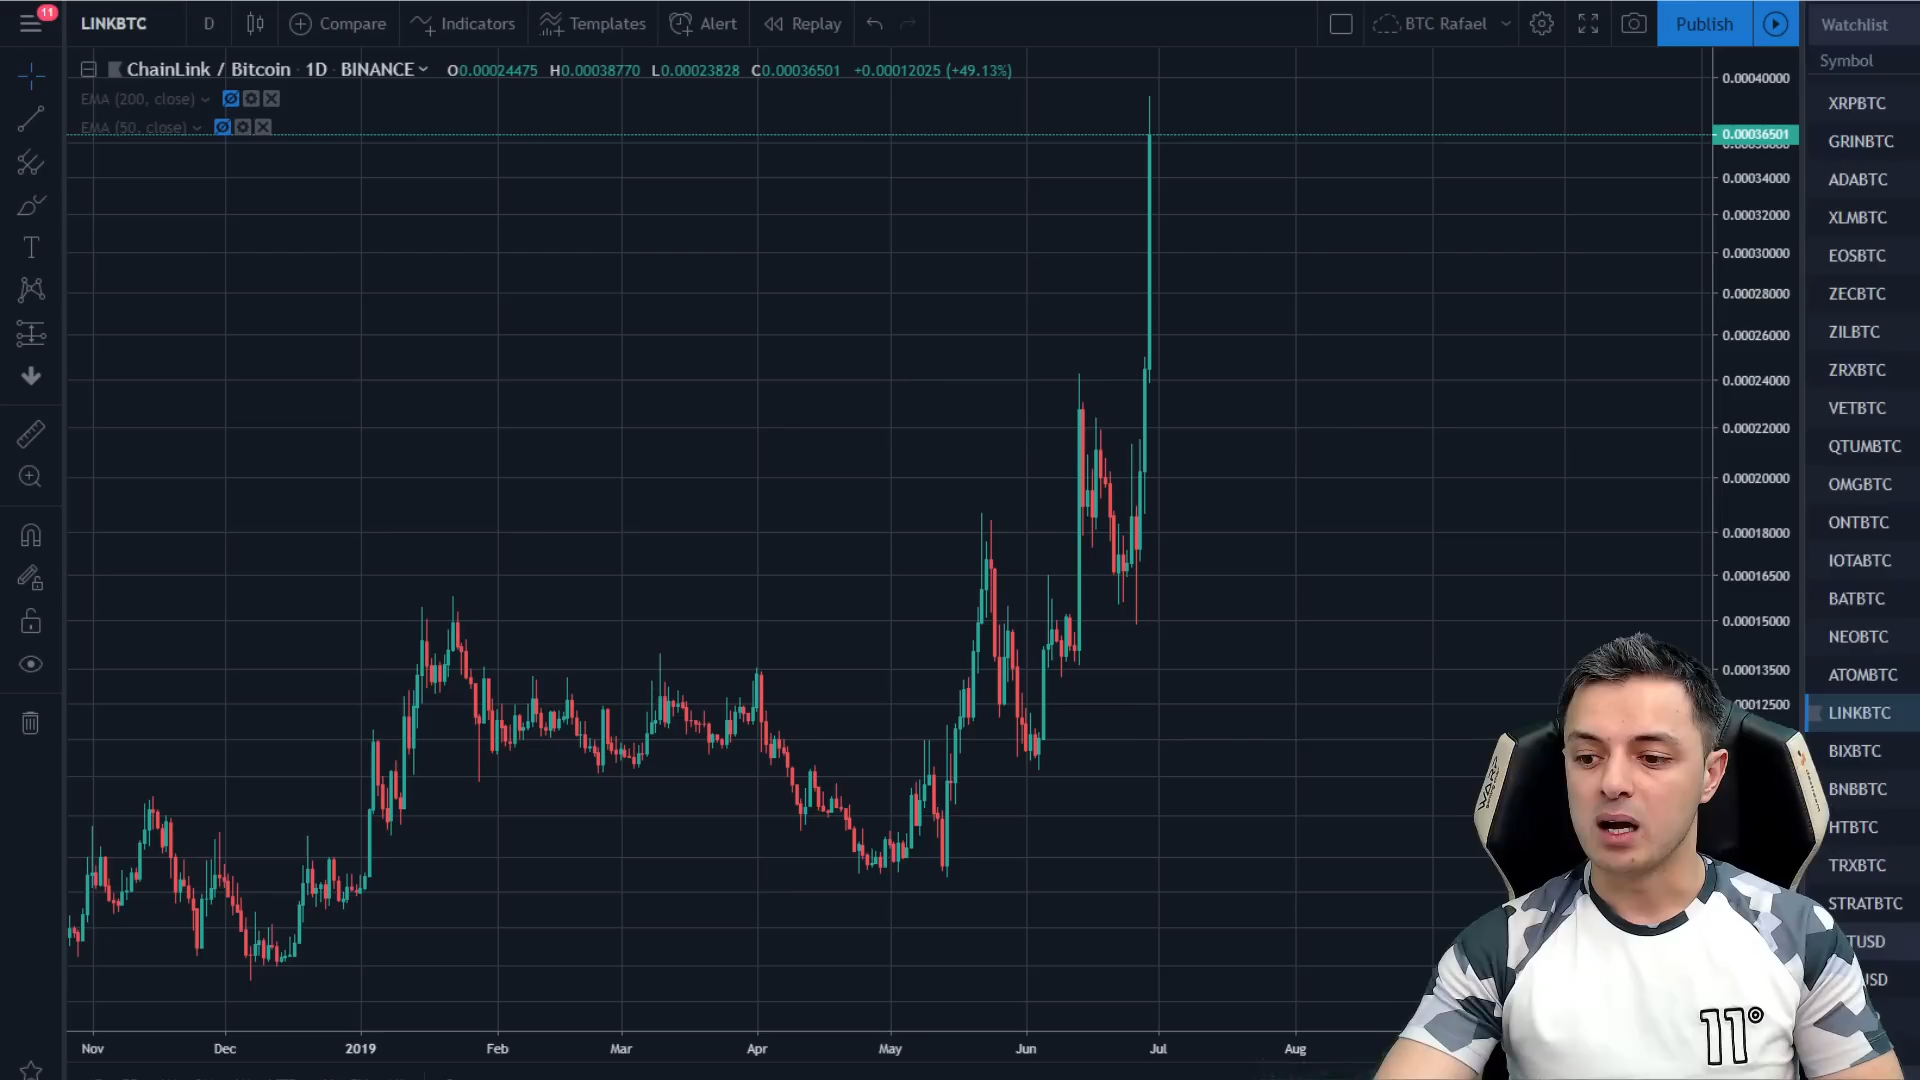 11
LINKBTC D Compare Indicators Templates Alert Replay BTC Rafael Publish Watchlist
Symbol
ChainLink / Bitcoin 1D BINANCE O0.00024475 H0.00038770 L0.00023828 C0.00036501 +0.00012025 (+49.13%)
EMA (200, close)
EMA (50, close)
0.00040000
0.00036501
0.00034000
0.00032000
0.00030000
0.00028000
0.00026000
0.00024000
0.00022000
0.00020000
0.00018000
0.00016500
0.00015000
0.00013500
0.00012500
XRPBTC
GRINBTC
ADABTC
XLMBTC
EOSBTC
ZECBTC
ZILBTC
ZRXBTC
VETBTC
QTUMBTC
OMGBTC
ONTBTC
IOTABTC
BATBTC
NEOBTC
ATOMBTC
LINKBTC
BIXBTC
BNBBTC
HTBTC
TRXBTC
STRATBTC
TUSD
SD
Nov Dec 2019 Feb Mar Apr May Jun Jul Aug
WARP
11°